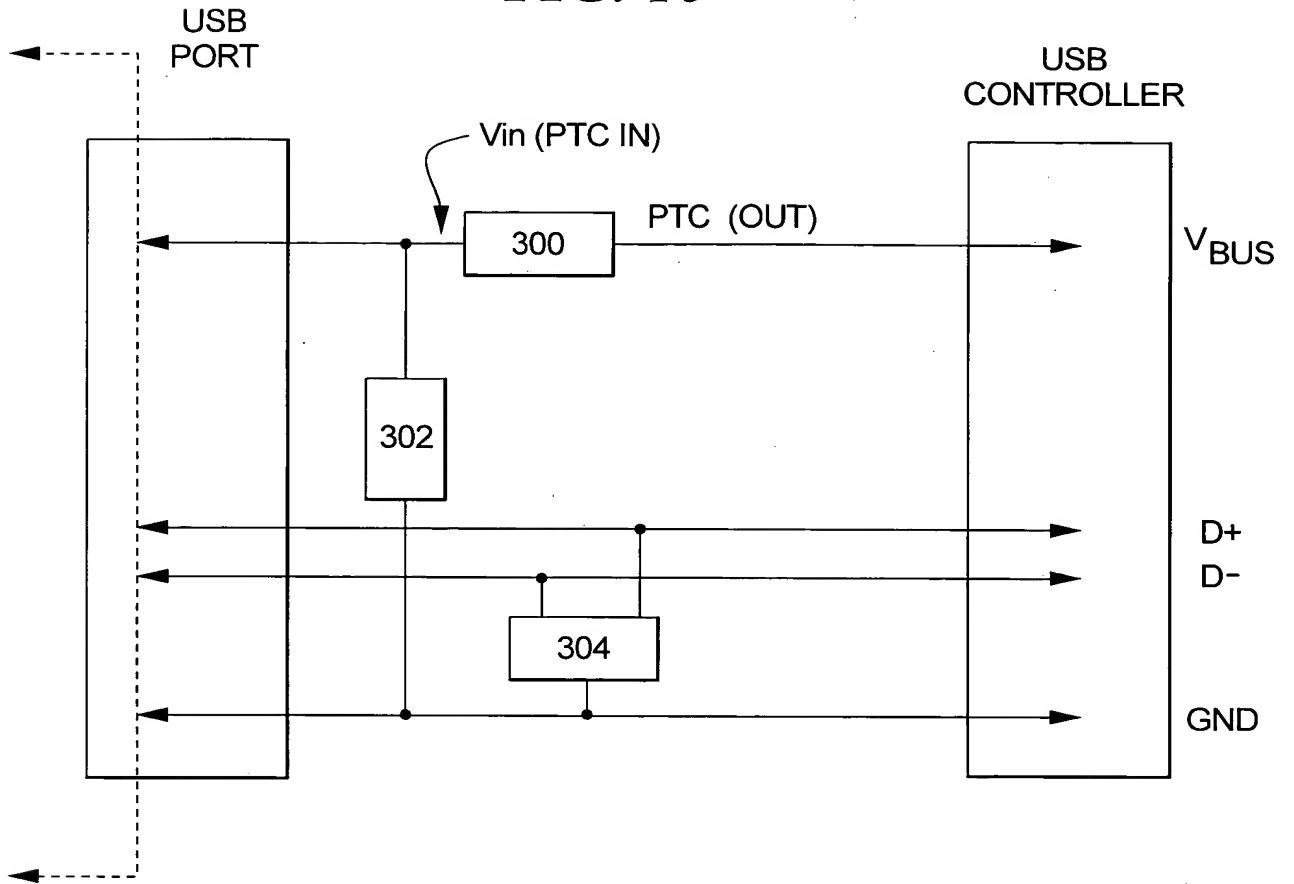 USB
PORT
USB
CONTROLLER
Vin (PTC IN)
300
PTC (OUT)
VBUS
302
D+
D-
304
GND